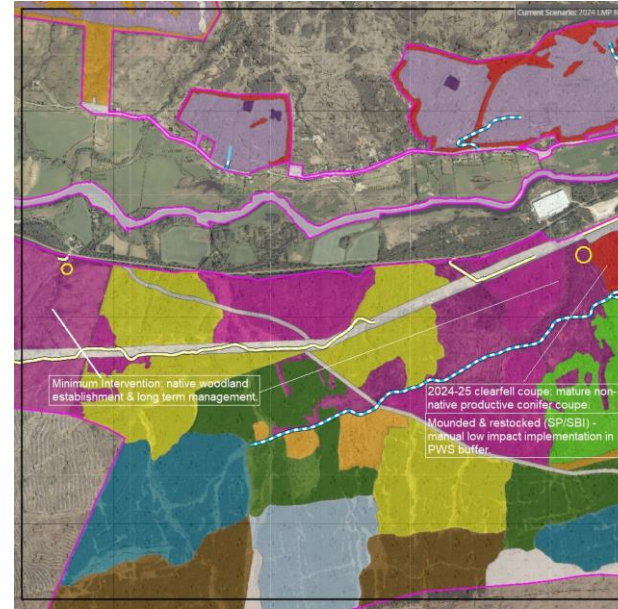 Current Scenario: 2024 LMP R
Minimum Intervention: native woodland
establishment & long term management.
2024-25 clearfell coupe: mature non-
native productive conifer coupe.
Mounded & restocked (SP/SBI) -
manual low impact implementation in
PWS buffer.